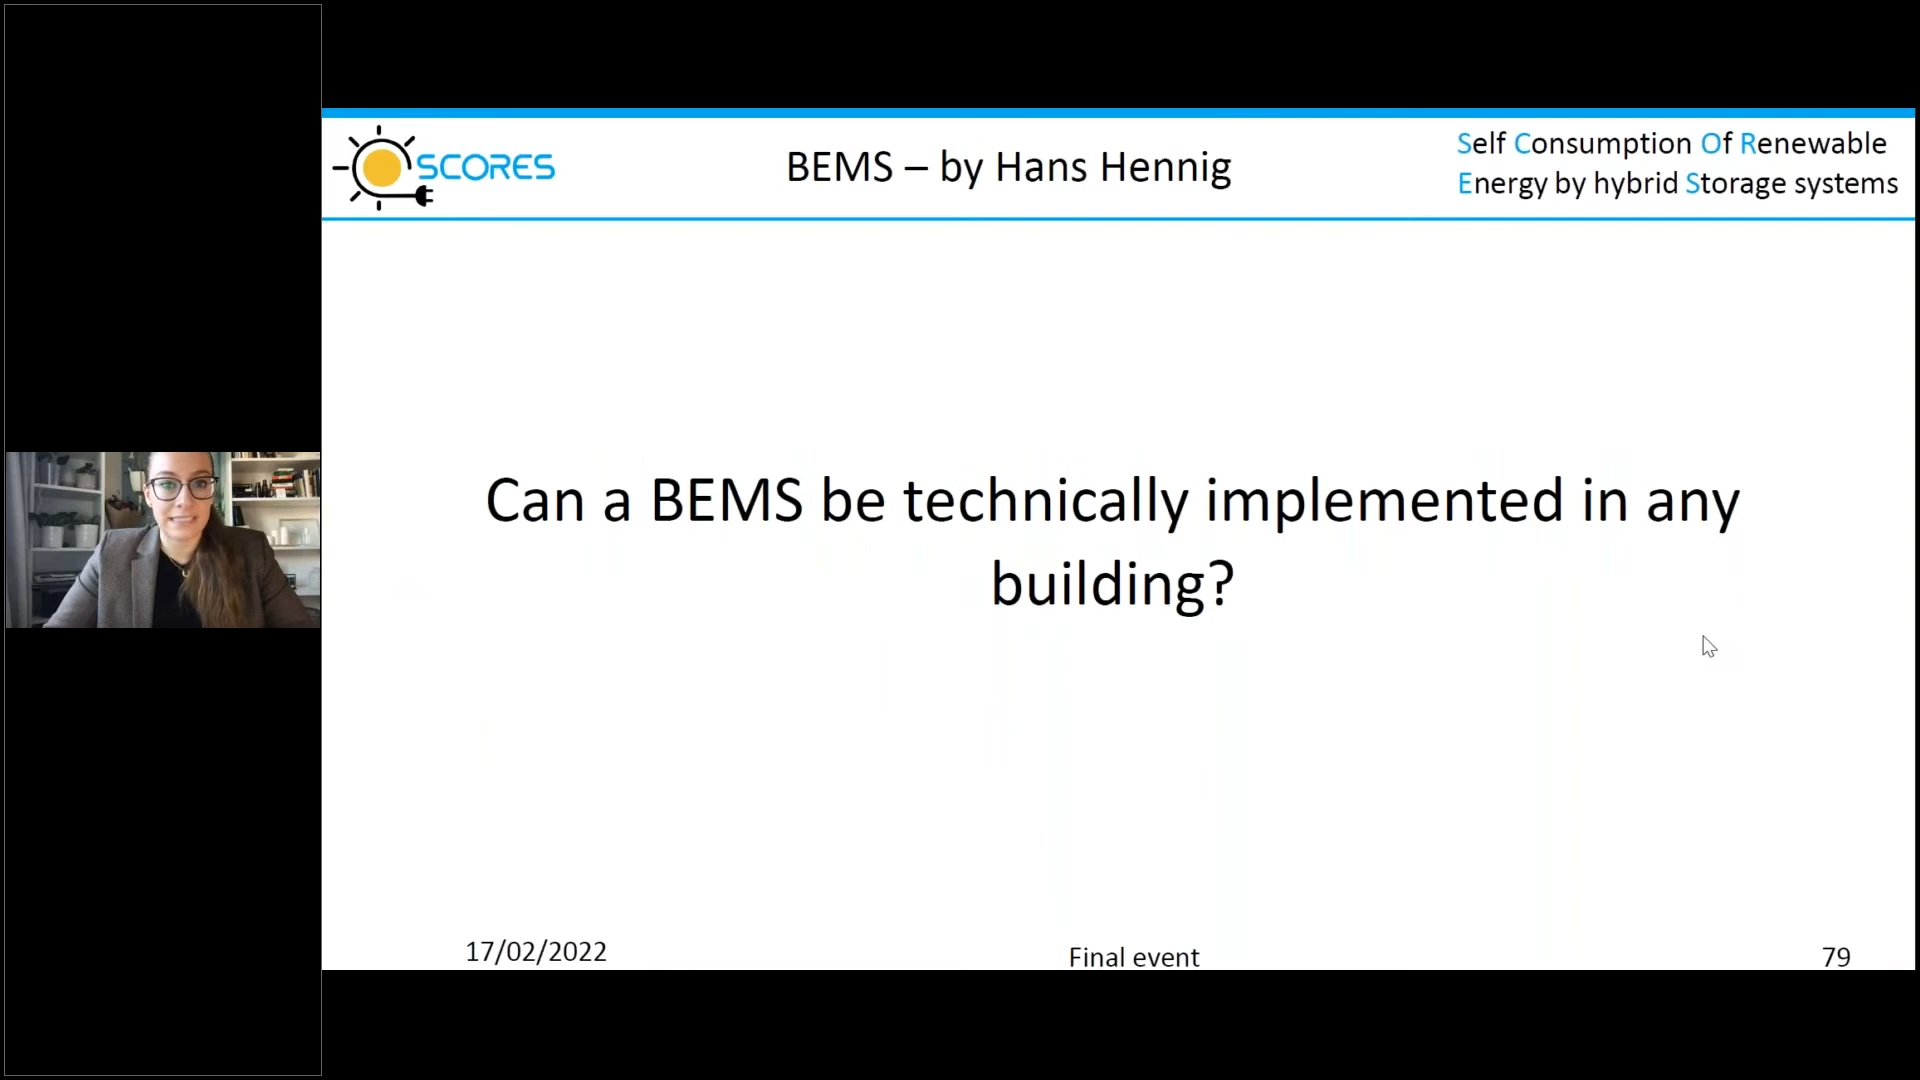 SCORES
BEMS – by Hans Hennig
Self Consumption Of Renewable
Energy by hybrid Storage systems
Can a BEMS be technically implemented in any
building?
17/02/2022
Final event
79